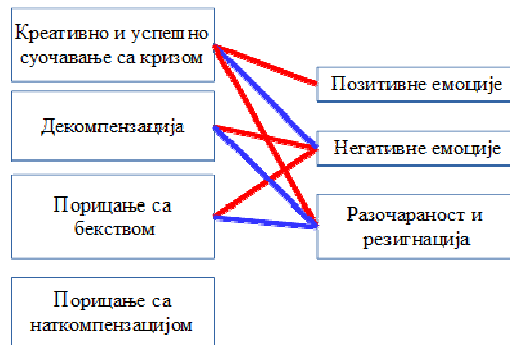 Креативно и успешно
суочавање са кризом
Декомпензација
Порицање са
бекством
Порицање са
наткомпензацијом
Позитивне емоције
Негативне емоције
Разочараност и
резигнација